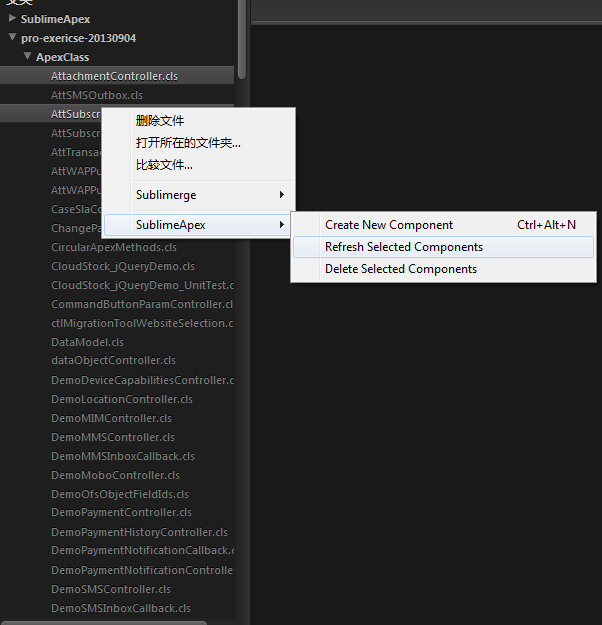 SublimeApex
pro-exericse-20130904
ApexClass
AttachmentController.cls
AttSMSOutbox.cls
AttSubscr
删除文件
AttSubscr
打开所在的文件夹...
AttTransac
比较文件...
AttWAPPu
AttWAPPu
Sublimerge
CaseSlaCo
ChangePa
SublimeApex
Create New Component Ctrl+Alt+N
CircularApexMethods.cls
Refresh Selected Components
CloudStock_jQueryDemo.cls
Delete Selected Components
CloudStock_jQueryDemo_UnitTest.c
CommandButtonParamController.cl
ctlMigrationToolWebsiteSelection.c
DataModel.cls
dataObjectController.cls
DemoDeviceCapabilitiesController.c
DemoLocationController.cls
DemoMIMController.cls
DemoMMSController.cls
DemoMMSInboxCallback.cls
DemoMoboController.cls
DemoOfsObjectFieldIds.cls
DemoPaymentController.cls
DemoPaymentHistoryController.cls
DemoPaymentNotificationCallback.c
DemoPaymentNotificationControlle
DemoSMSController.cls
DemoSMSInboxCallback.cls